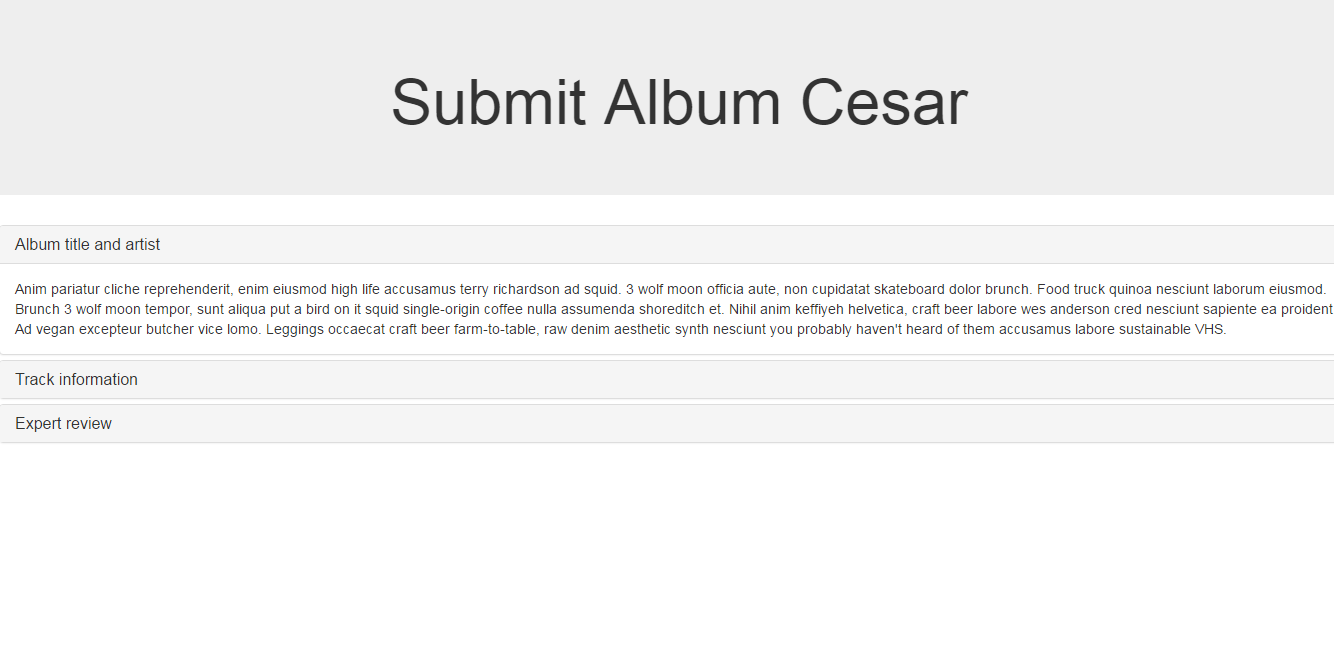 Submit Album Cesar
Album title and artist
Anim pariatur cliche reprehenderit, enim eiusmod high life accusamus terry richardson ad squid. 3 wolf moon officia aute, non cupidatat skateboard dolor brunch. Food truck quinoa nesciunt laborum eiusmod.
Brunch 3 wolf moon tempor, sunt aliqua put a bird on it squid single-origin coffee nulla assumenda shoreditch et. Nihil anim keffiyeh helvetica, craft beer labore wes anderson cred nesciunt sapiente ea proident
Ad vegan excepteur butcher vice lomo. Leggings occaecat craft beer farm-to-table, raw denim aesthetic synth nesciunt you probably haven't heard of them accusamus labore sustainable VHS.
Track information
Expert review